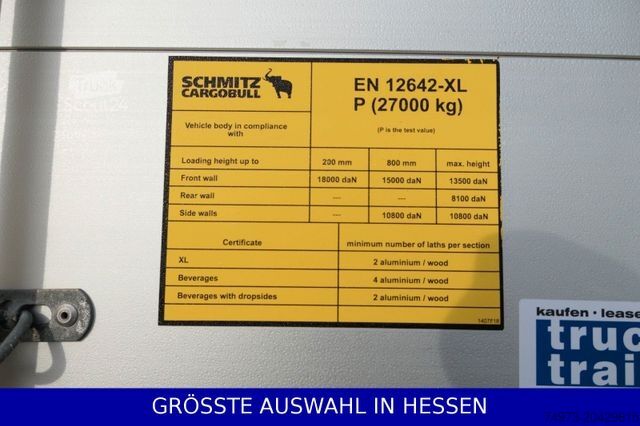 SCHMITZ
CARGOBULL
EN 12642-XL
P (27000 kg)
Vehicle body in compliance
with
(P is the test value)
Loading height up to 200 mm 800 mm max. height
Front wall 18000 daN 15000 daN 13500 daN
Rear wall --- --- 8100 daN
Side walls --- 10800 daN 10800 daN
Certificate minimum number of laths per section
XL 2 aluminium / wood
Beverages 4 aluminium / wood
Beverages with dropsides 2 aluminium / wood
kaufen · lease
truc
trai
GRÖSSTE AUSWAHL IN HESSEN